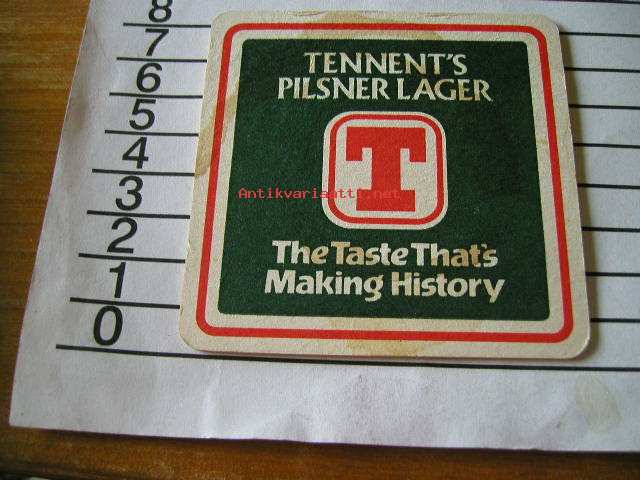 8
7
6
5
4
3
2
1
0
TENNENT'S
PILSNER LAGER
T
Antikvariaatti.net
The Taste That's
Making History